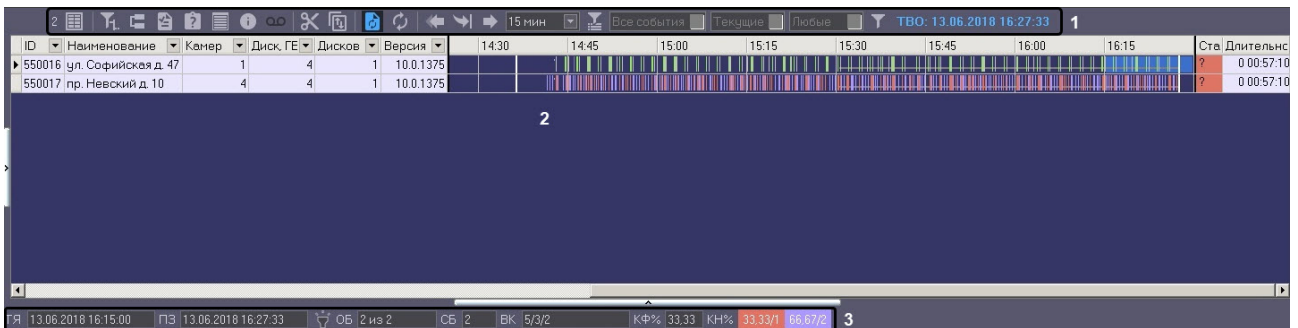 2 15 мин Все события Текущие Любые ТВО: 13.06.2018 16:27:33 1
ID Наименование Камер Диск, ГЕ Дисков Версия 14:30 14:45 15:00 15:15 15:30 15:45 16:00 16:15 Ста Длительнс
550016 ул. Софийская д. 47 1 4 1 10.0.1375 ? 0 00:57:10
550017 пр. Невский д. 10 4 4 1 10.0.1375 ? 0 00:57:10
2
ГЯ 13.06.2018 16:15:00 ПЗ 13.06.2018 16:27:33 ОБ 2 из 2 СБ 2 ВК 5/3/2 КФ% 33,33 КН% 33,33/1 66,67/2 3